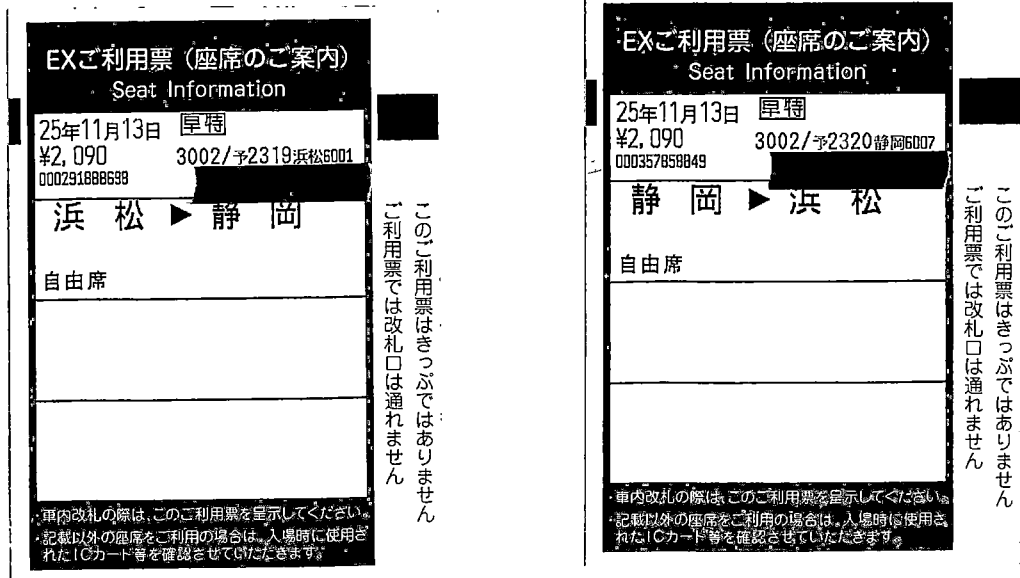 EXご利用票(座席のご案内)
Seat Information
25年11月13日 早特
¥2,090 3002/予2319浜松6001
000291888698
浜松▶静岡
自由席
車内改札の際は、このご利用票を呈示してください。
記載以外の座席をご利用の場合は、入場時に使用さ
れたICカード等を確認させていただきます。
このご利用票はきっぷではありません
ご利用票では改札口は通れません
EXご利用票(座席のご案内)
Seat Information
25年11月13日 早特
¥2,090 3002/予2320静岡6007
000357858849
静岡▶浜松
自由席
車内改札の際は、このご利用票を呈示してください。
記載以外の座席をご利用の場合は、入場時に使用さ
れたICカード等を確認させていただきます。
このご利用票はきっぷではありません
ご利用票では改札口は通れません